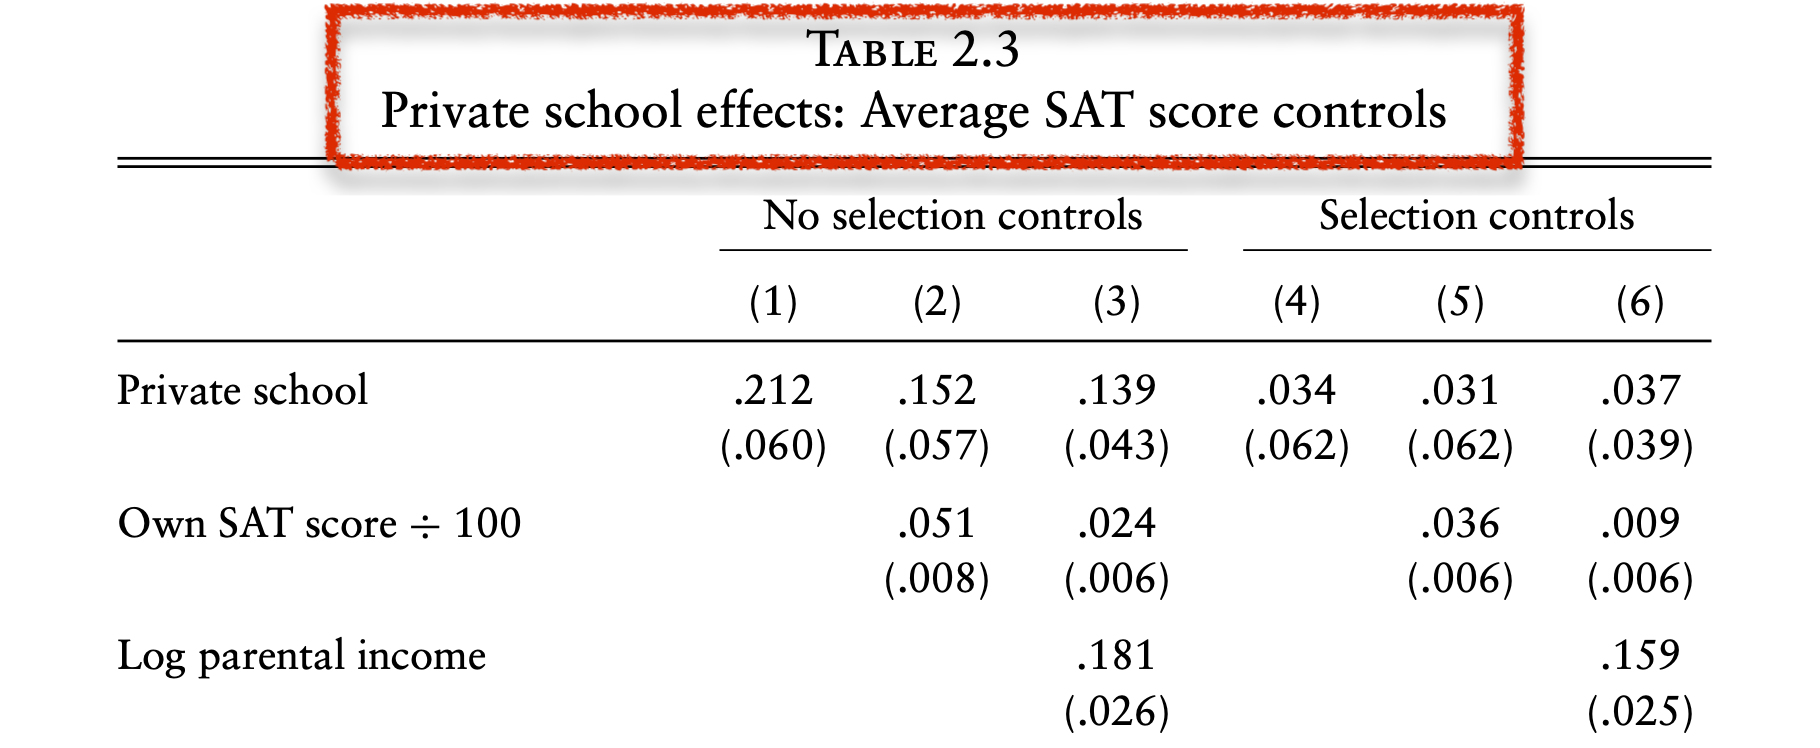 TABLE 2.3
Private school effects: Average SAT score controls
No selection controls Selection controls
(1) (2) (3) (4) (5) (6)
Private school .212 .152 .139 .034 .031 .037
(.060) (.057) (.043) (.062) (.062) (.039)
Own SAT score ÷ 100 .051 .024 .036 .009
(.008) (.006) (.006) (.006)
Log parental income .181 .159
(.026) (.025)